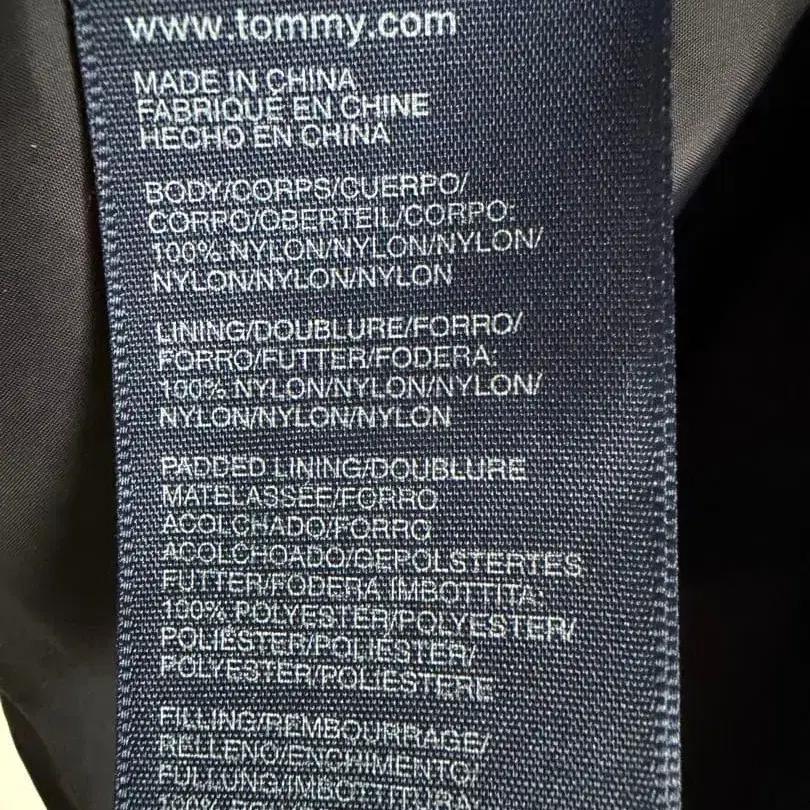 www.tommy.com
MADE IN CHINA
FABRIQUÉ EN CHINE
HECHO EN CHINA
BODY/CORPS/CUERPO/
CORPO/OBERTEIL/CORPO:
100% NYLON/NYLON/NYLON/
NYLON/NYLON/NYLON
LINING/DOUBLURE/FORRO/
FORRO/FUTTER/FODERA:
100% NYLON/NYLON/NYLON/
NYLON/NYLON/NYLON
PADDED LINING/DOUBLURE
MATELASSÉE/FORRO
ACOLCHADO/FORRO
ACOLCHOADO/GEPOLSTERTES
FUTTER/FODERA IMBOTTITA:
100% POLYESTER/POLYESTER/
POLIÉSTER/POLIÉSTER/
POLYESTER/POLIESTERE
FILLING/REMBOURRAGE/
RELLENO/ENCHIMENTO/
FÜLLUNG/IMBOTTITURA:
100%